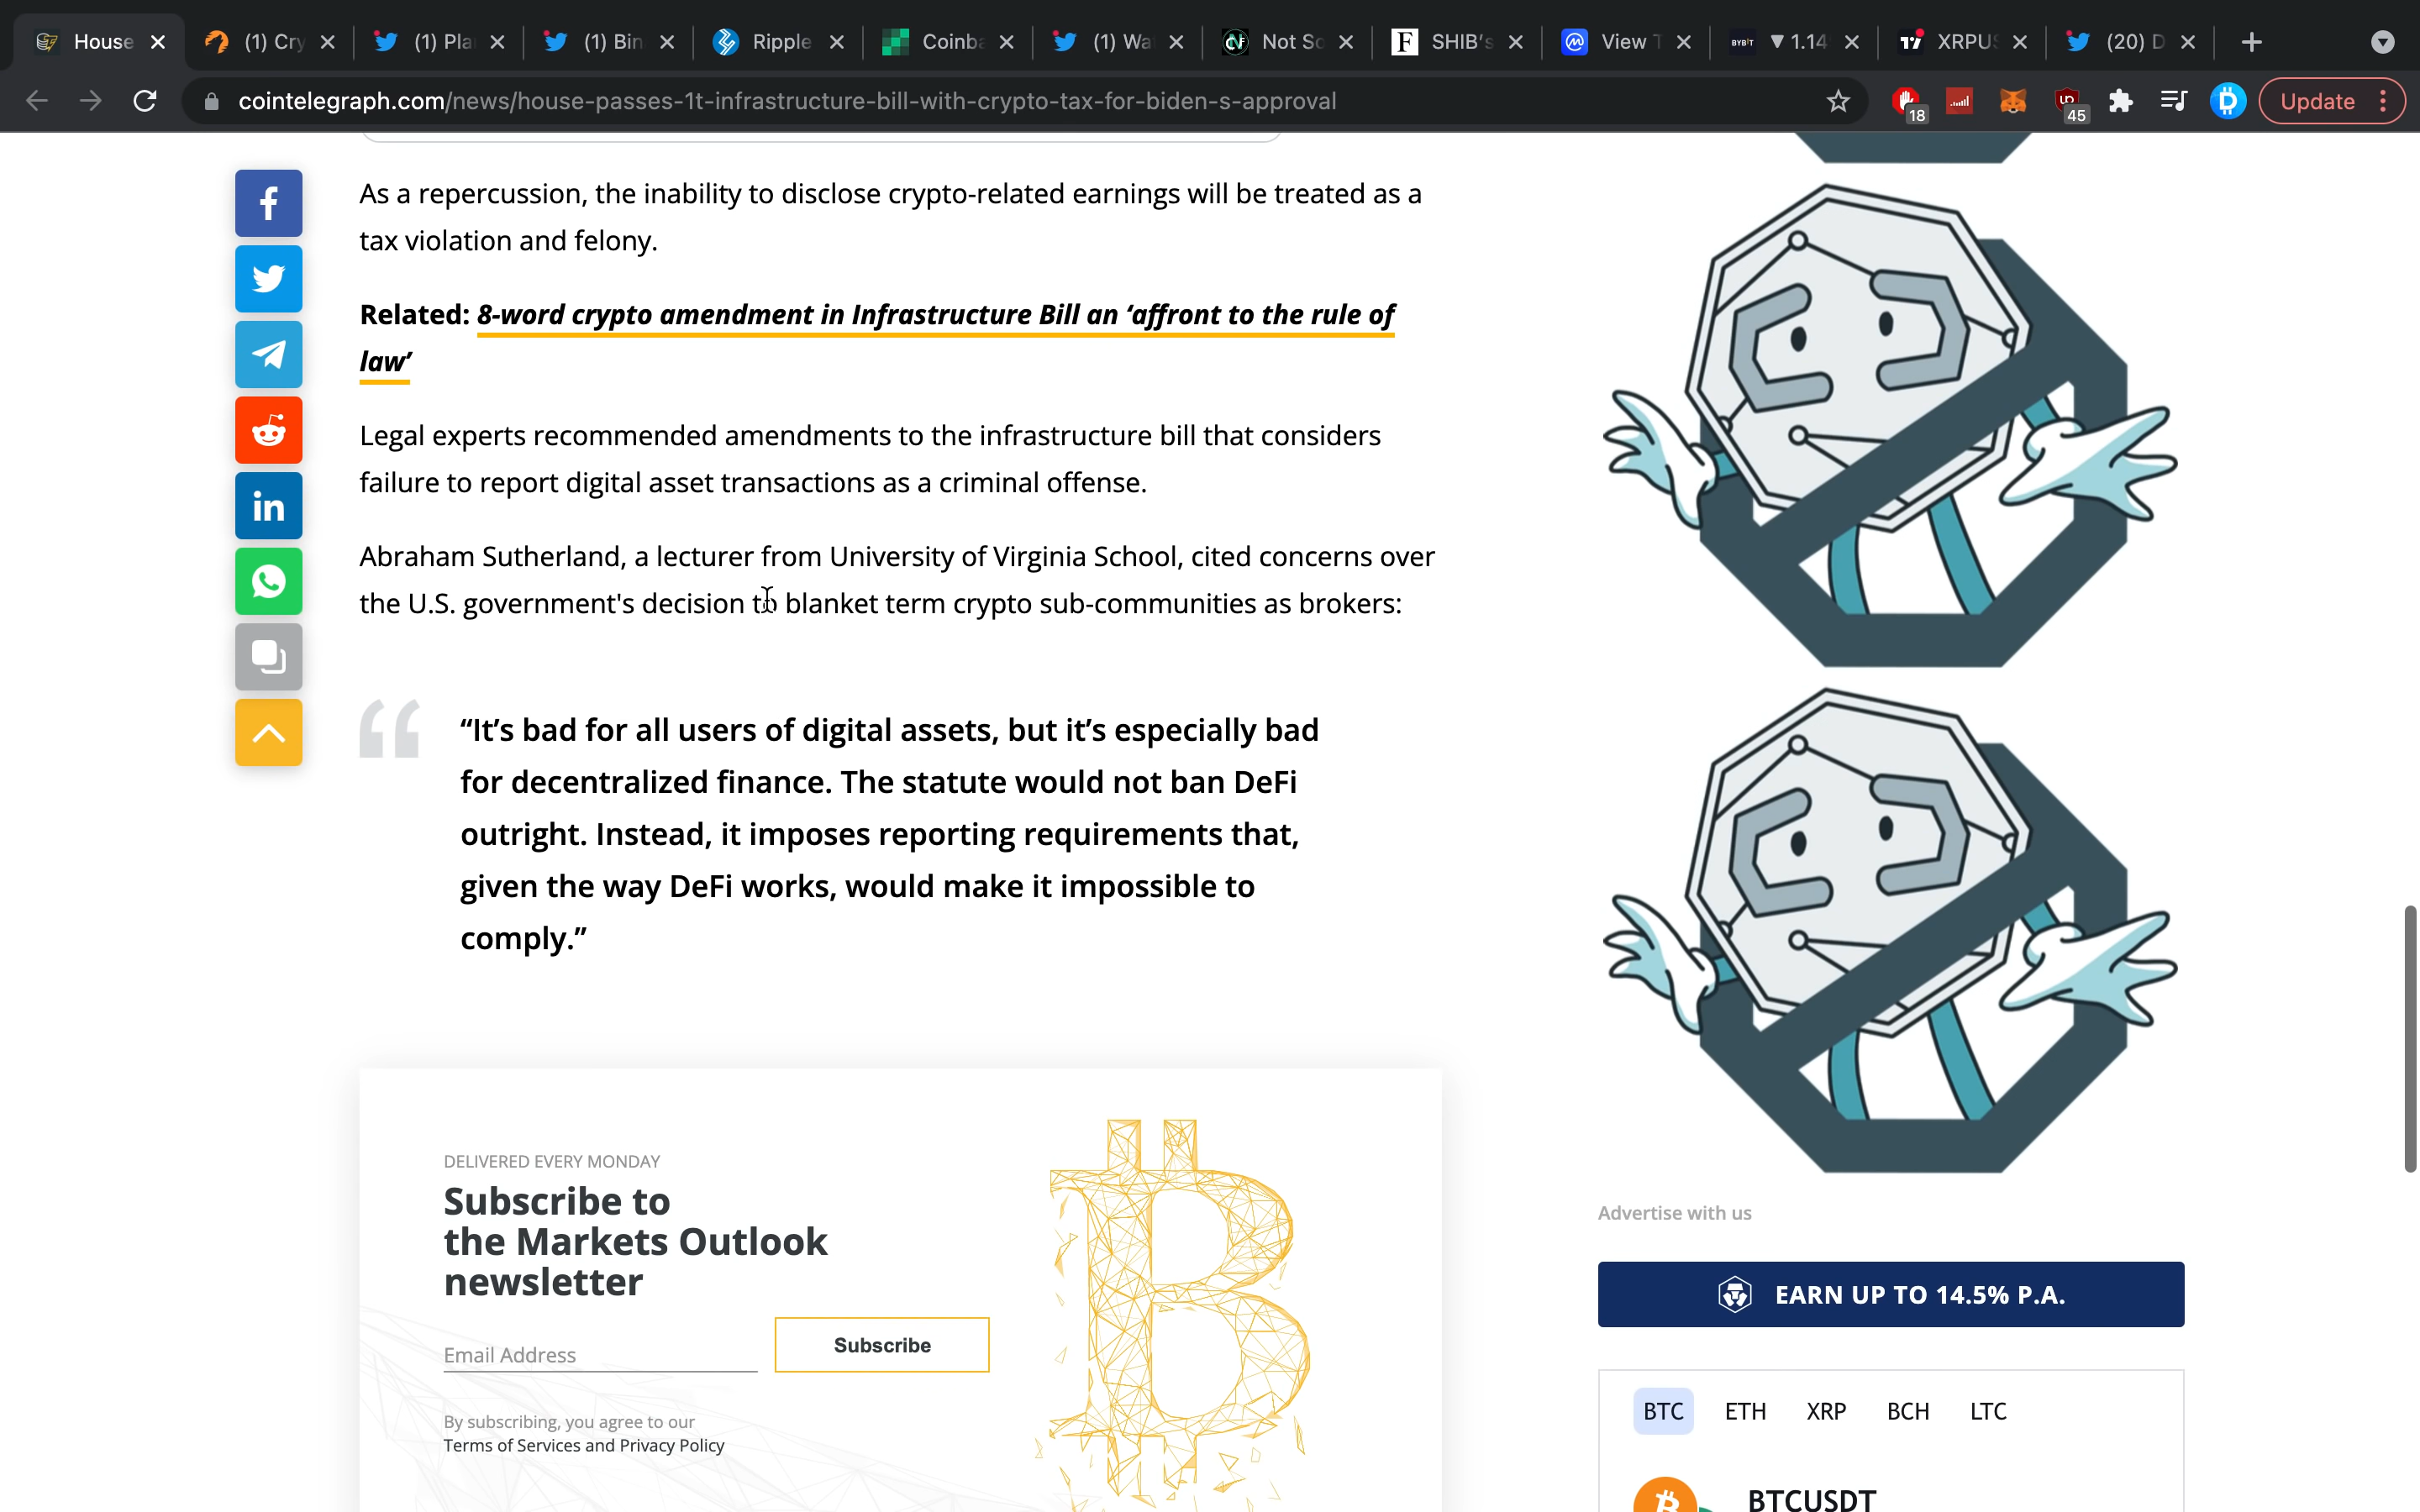 House
(1) Cry
(1) Pla
(1) Bin
Ripple
Coinba
(1) Wa
Not So
SHIB's
View T
BYBIT ▼ 1.14
XRPUS
(20) D
cointelegraph.com/news/house-passes-1t-infrastructure-bill-with-crypto-tax-for-biden-s-approval
18
45
Update
As a repercussion, the inability to disclose crypto-related earnings will be treated as a
tax violation and felony.
Related: 8-word crypto amendment in Infrastructure Bill an ‘affront to the rule of
law’
Legal experts recommended amendments to the infrastructure bill that considers
failure to report digital asset transactions as a criminal offense.
Abraham Sutherland, a lecturer from University of Virginia School, cited concerns over
the U.S. government's decision to blanket term crypto sub-communities as brokers:
“It’s bad for all users of digital assets, but it’s especially bad
for decentralized finance. The statute would not ban DeFi
outright. Instead, it imposes reporting requirements that,
given the way DeFi works, would make it impossible to
comply.”
DELIVERED EVERY MONDAY
Subscribe to
the Markets Outlook
newsletter
Email Address
Subscribe
By subscribing, you agree to our
Terms of Services and Privacy Policy
Advertise with us
EARN UP TO 14.5% P.A.
BTC ETH XRP BCH LTC
BTCUSDT